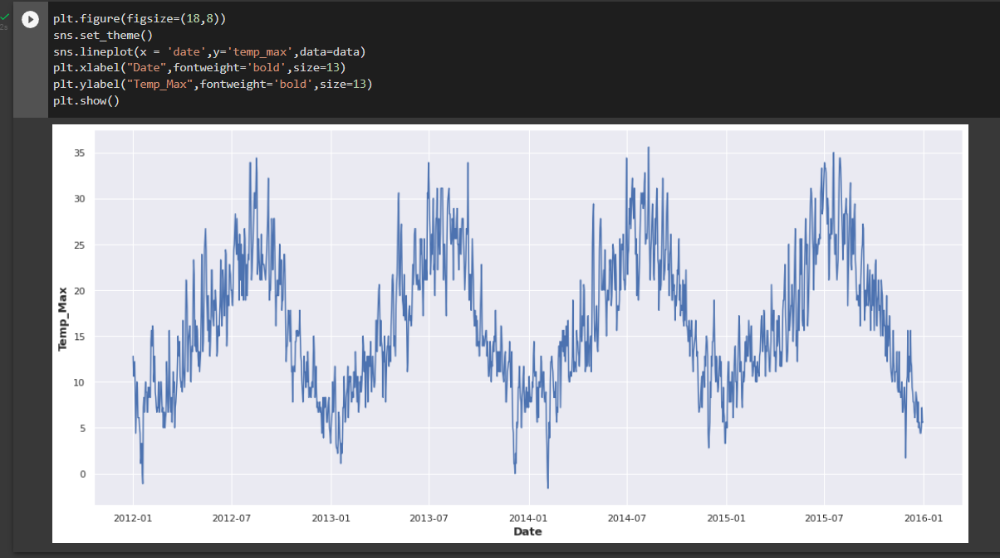 plt.figure(figsize=(18,8))
sns.set_theme()
sns.lineplot(x = 'date',y='temp_max',data=data)
plt.xlabel("Date",fontweight='bold',size=13)
plt.ylabel("Temp_Max",fontweight='bold',size=13)
plt.show()
2s
35
30
25
20
15
10
5
0
Temp_Max
2012-01 2012-07 2013-01 2013-07 2014-01 2014-07 2015-01 2015-07 2016-01
Date